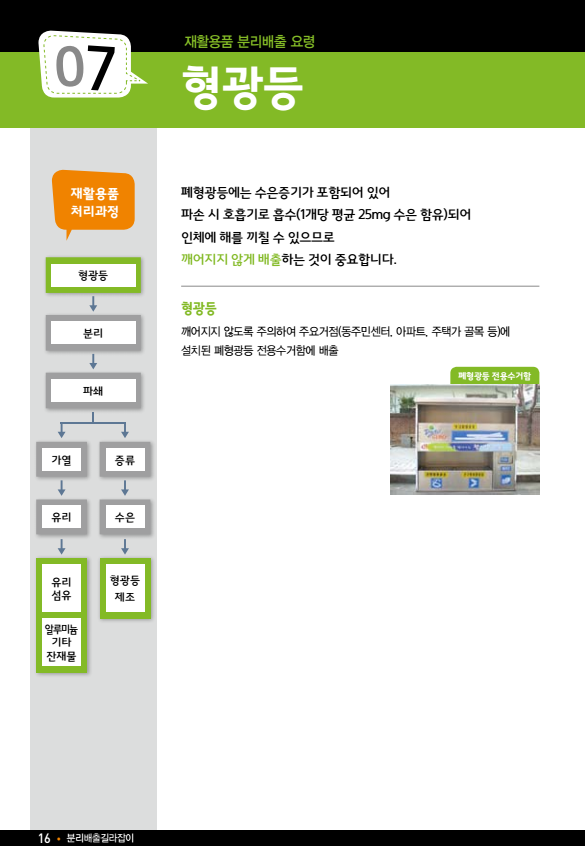 07
재활용품 분리배출 요령
형광등
재활용품
처리과정
형광등
분리
파쇄
가열
증류
유리
수은
유리
섬유
형광등
제조
알루미늄
기타
잔재물
폐형광등에는 수은증기가 포함되어 있어
파손 시 호흡기로 흡수(1개당 평균 25mg 수은 함유)되어
인체에 해를 끼칠 수 있으므로
깨어지지 않게 배출하는 것이 중요합니다.
형광등
깨어지지 않도록 주의하여 주요거점(동주민센터, 아파트, 주택가 골목 등)에
설치된 폐형광등 전용수거함에 배출
폐형광등 전용수거함
16 • 분리배출길라잡이